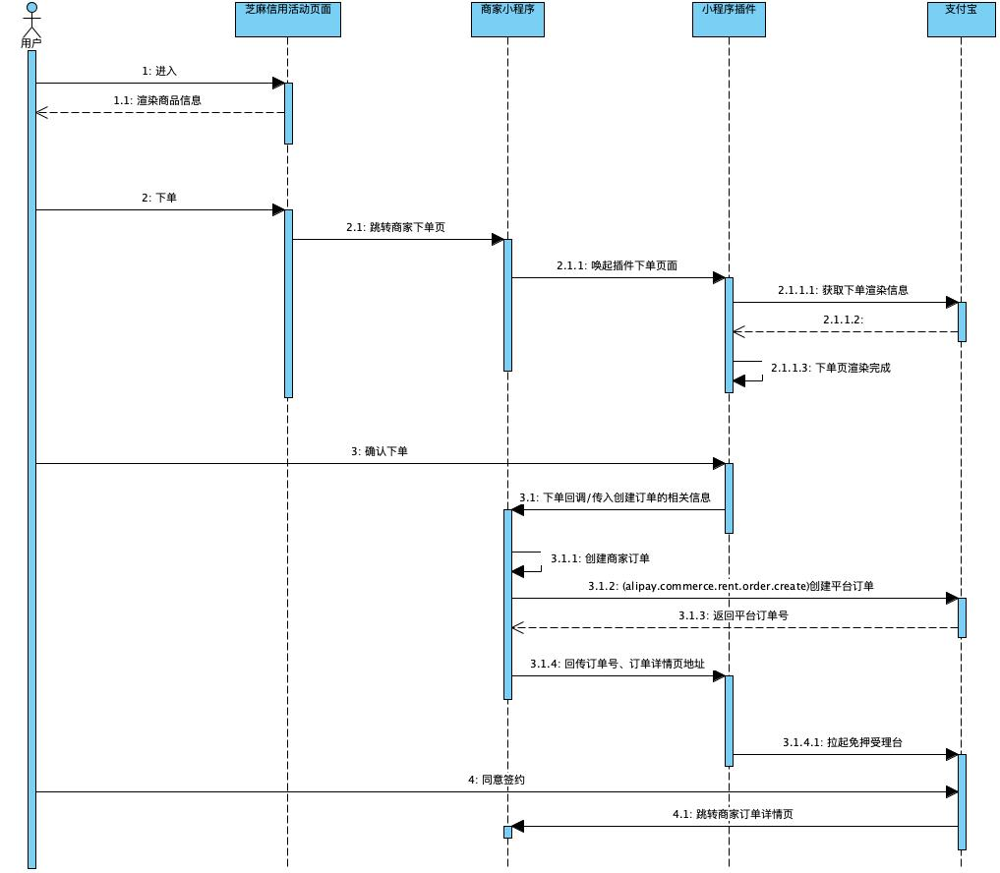 用户
芝麻信用活动页面
商家小程序
小程序插件
支付宝
1: 进入
1.1: 渲染商品信息
2: 下单
2.1: 跳转商家下单页
2.1.1: 唤起插件下单页面
2.1.1.1: 获取下单渲染信息
2.1.1.2:
2.1.1.3: 下单页渲染完成
3: 确认下单
3.1: 下单回调/传入创建订单的相关信息
3.1.1: 创建商家订单
3.1.2: (alipay.commerce.rent.order.create)创建平台订单
3.1.3: 返回平台订单号
3.1.4: 回传订单号、订单详情页地址
3.1.4.1: 拉起免押受理台
4: 同意签约
4.1: 跳转商家订单详情页